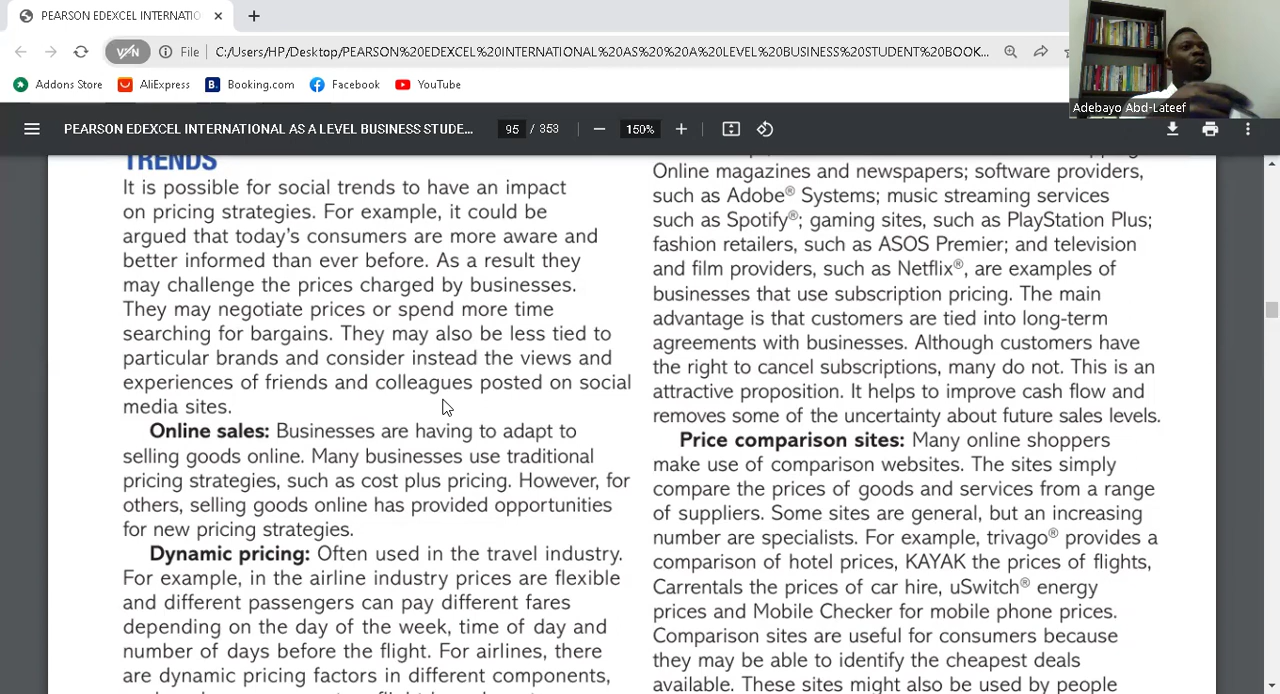 PEARSON EDEXCEL INTERNATIO
File
C:/Users/HP/Desktop/PEARSON%20EDEXCEL%20INTERNATIONAL%20AS%20%20A%20LEVEL%20BUSINESS%20STUDENT%20BOOK...
Addons Store
AliExpress
B. Booking.com
Facebook
YouTube
Adebayo Abd-Lateef
PEARSON EDEXCEL INTERNATIONAL AS A LEVEL BUSINESS STUDE...
95 / 353
150%
TRENDS
It is possible for social trends to have an impact
on pricing strategies. For example, it could be
argued that today's consumers are more aware and
better informed than ever before. As a result they
may challenge the prices charged by businesses.
They may negotiate prices or spend more time
searching for bargains. They may also be less tied to
particular brands and consider instead the views and
experiences of friends and colleagues posted on social
media sites.
Online sales: Businesses are having to adapt to
selling goods online. Many businesses use traditional
pricing strategies, such as cost plus pricing. However, for
others, selling goods online has provided opportunities
for new pricing strategies.
Dynamic pricing: Often used in the travel industry.
For example, in the airline industry prices are flexible
and different passengers can pay different fares
depending on the day of the week, time of day and
number of days before the flight. For airlines, there
are dynamic pricing factors in different components,
Online magazines and newspapers; software providers,
such as Adobe® Systems; music streaming services
such as Spotify®; gaming sites, such as PlayStation Plus;
fashion retailers, such as ASOS Premier; and television
and film providers, such as Netflix®, are examples of
businesses that use subscription pricing. The main
advantage is that customers are tied into long-term
agreements with businesses. Although customers have
the right to cancel subscriptions, many do not. This is an
attractive proposition. It helps to improve cash flow and
removes some of the uncertainty about future sales levels.
Price comparison sites: Many online shoppers
make use of comparison websites. The sites simply
compare the prices of goods and services from a range
of suppliers. Some sites are general, but an increasing
number are specialists. For example, trivago® provides a
comparison of hotel prices, KAYAK the prices of flights,
Carrentals the prices of car hire, uSwitch® energy
prices and Mobile Checker for mobile phone prices.
Comparison sites are useful for consumers because
they may be able to identify the cheapest deals
available. These sites might also be used by people